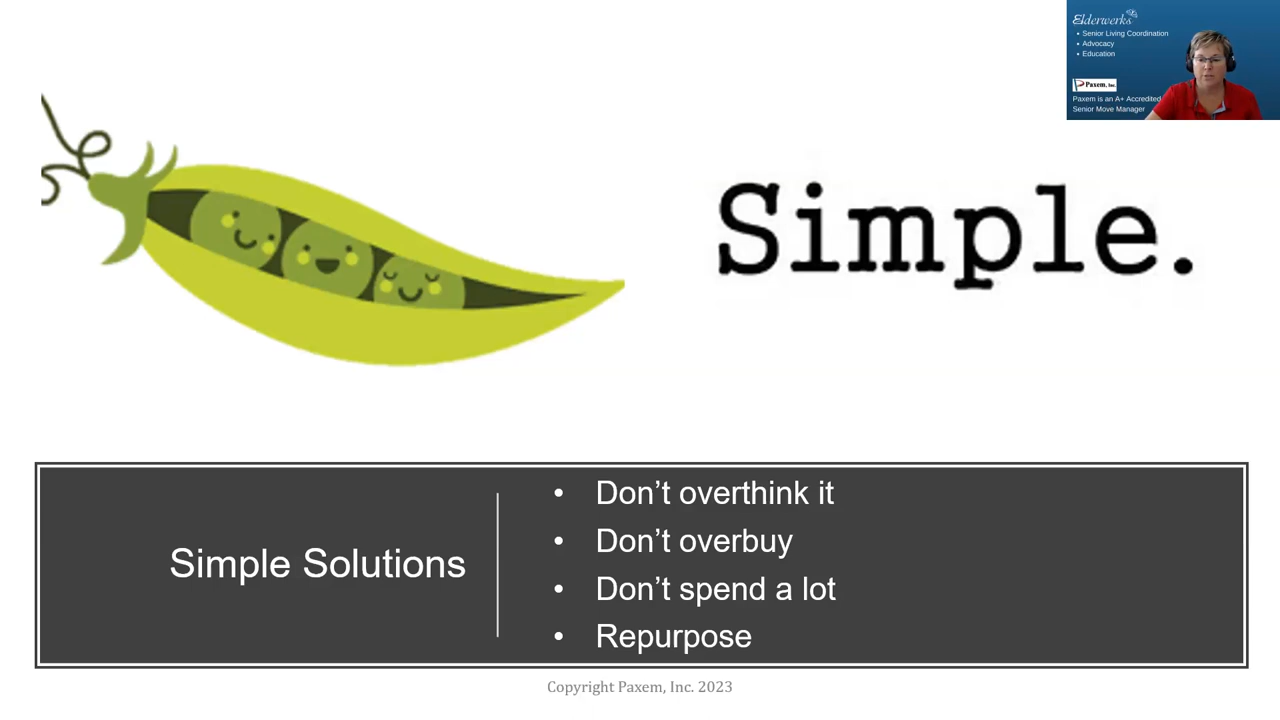 Elderwerks
• Senior Living Coordination
• Advocacy
• Education
Paxem, Inc.
Paxem is an A+ Accredited
Senior Move Manager
Simple.
Simple Solutions
• Don’t overthink it
• Don’t overbuy
• Don’t spend a lot
• Repurpose
Copyright Paxem, Inc. 2023